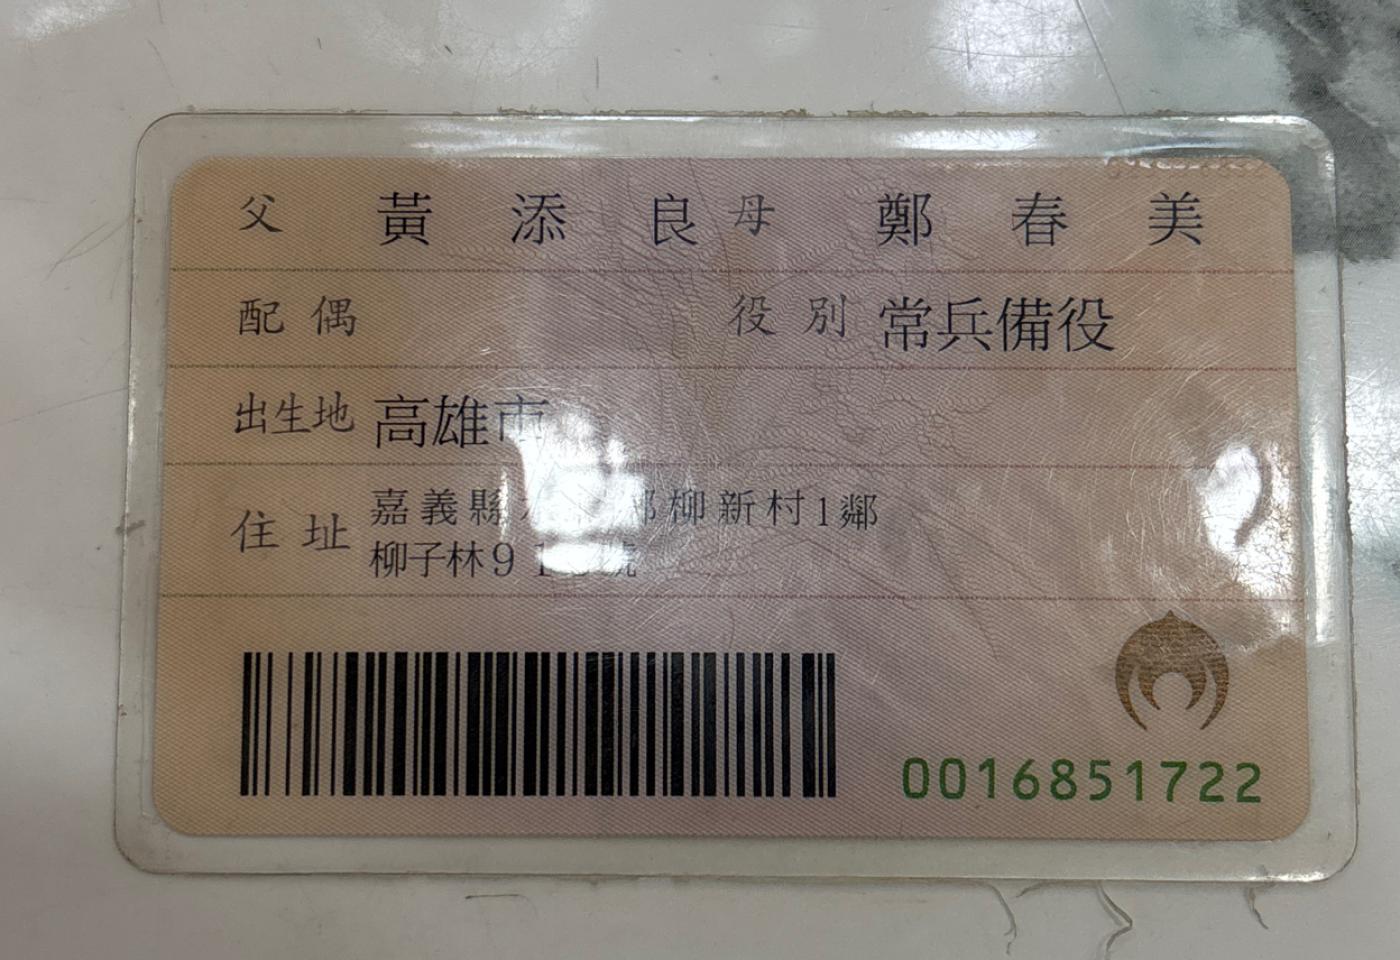 父 黃添良 母 鄭春美
配偶 役別 常兵備役
出生地 高雄市
住址 嘉義縣 柳新村1鄰
柳子林9 號
0016851722